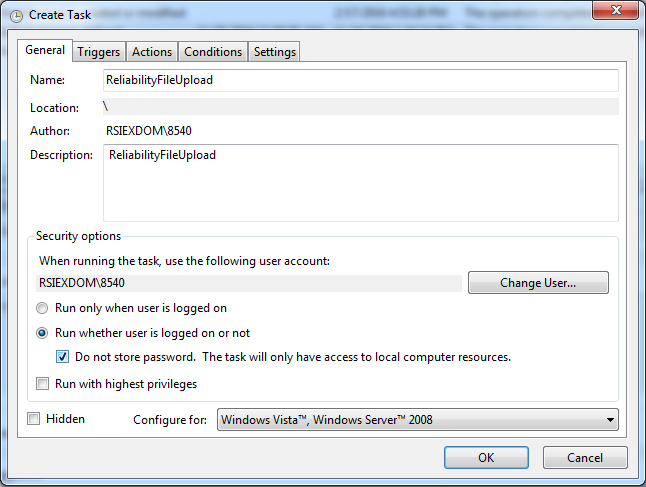 Create Task
General Triggers Actions Conditions Settings
Name: ReliabilityFileUpload
Location: \
Author: RSIEXDOM\8540
Description: ReliabilityFileUpload
Security options
When running the task, use the following user account:
RSIEXDOM\8540 Change User...
Run only when user is logged on
Run whether user is logged on or not
Do not store password.  The task will only have access to local computer resources.
Run with highest privileges
Hidden Configure for: Windows Vista™, Windows Server™ 2008
OK Cancel